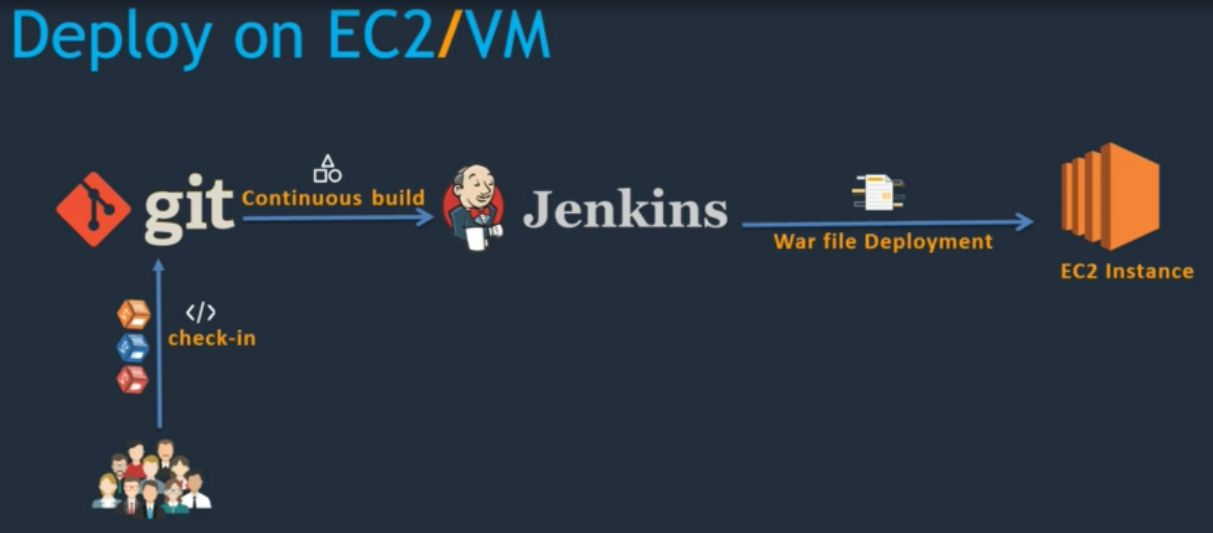 Deploy on EC2/VM
git
Continuous build
Jenkins
War file Deployment
EC2 Instance
</>
check-in